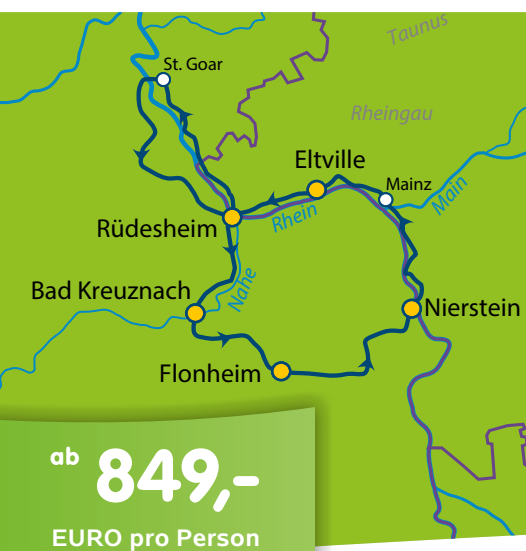 Taunus
St. Goar
Rheingau
Eltville
Mainz
Main
Rhein
Rüdesheim
Nahe
Bad Kreuznach
Nierstein
Flonheim
ab 849,-
EURO pro Person